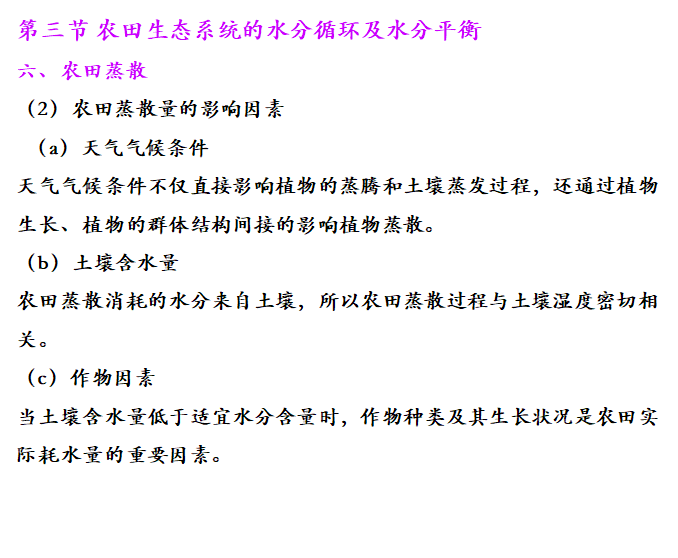 第三节 农田生态系统的水分循环及水分平衡
六、农田蒸散
（2）农田蒸散量的影响因素
（a）天气气候条件
天气气候条件不仅直接影响植物的蒸腾和土壤蒸发过程，还通过植物
生长、植物的群体结构间接的影响植物蒸散。
（b）土壤含水量
农田蒸散消耗的水分来自土壤，所以农田蒸散过程与土壤湿度密切相
关。
（c）作物因素
当土壤含水量低于适宜水分含量时，作物种类及其生长状况是农田实
际耗水量的重要因素。